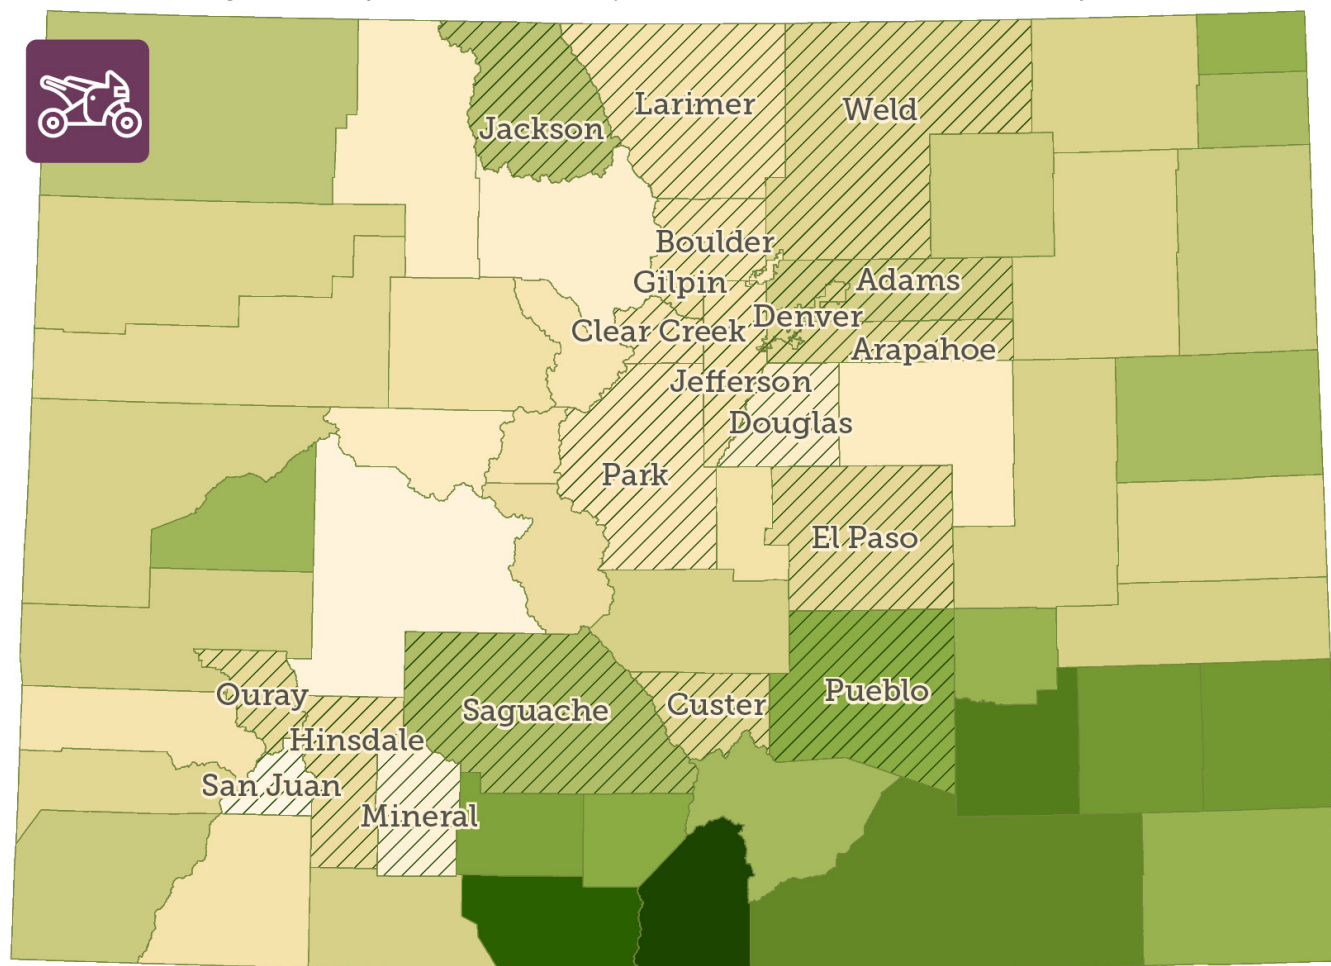 Larimer
Weld
Jackson
Boulder
Gilpin
Adams
Denver
Clear Creek
Arapahoe
Jefferson
Douglas
Park
El Paso
Ouray
Saguache
Custer
Pueblo
Hinsdale
San Juan
Mineral